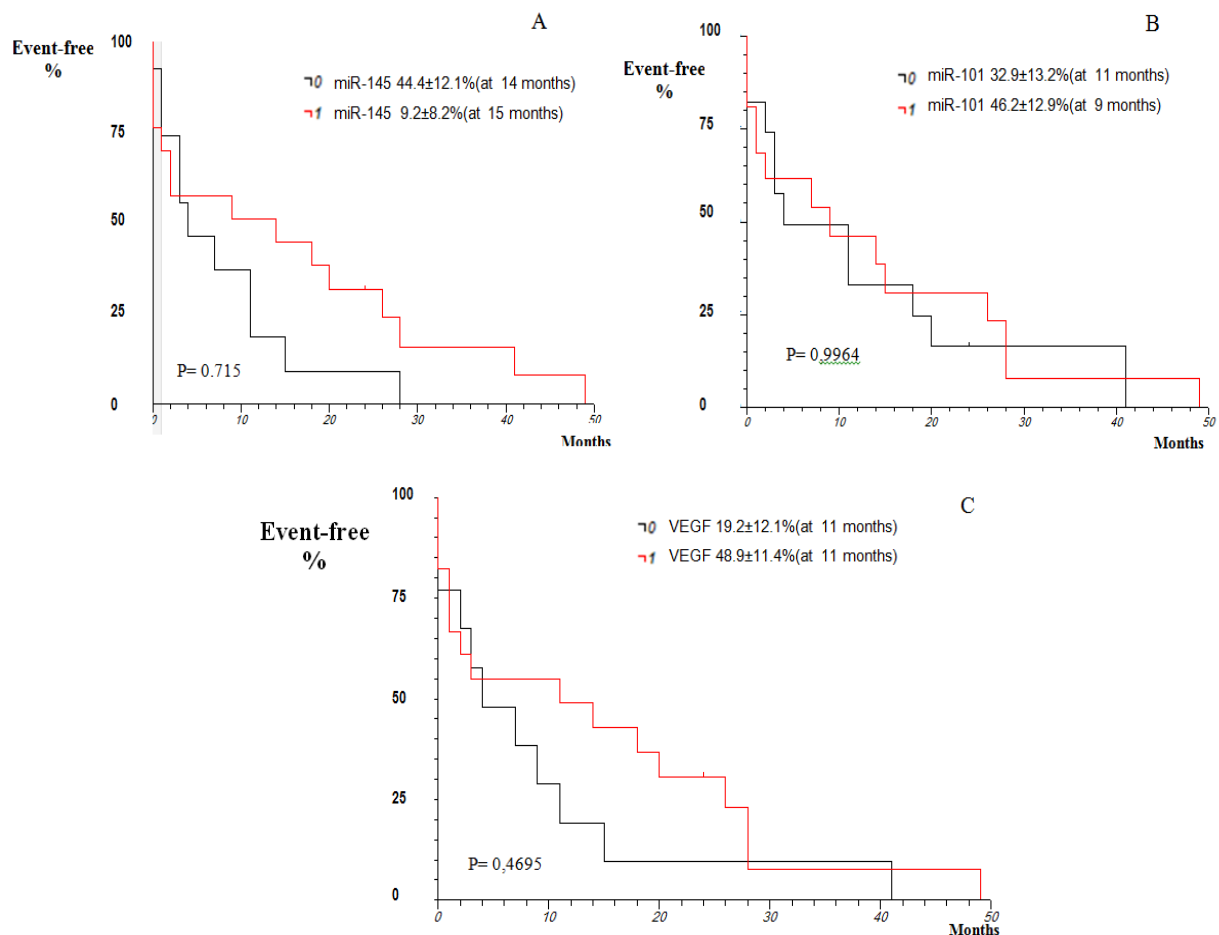 A
Event-free
%
100
75
50
25
0
0 miR-145 44.4±12.1%(at 14 months)
1 miR-145 9.2±8.2%(at 15 months)
P= 0.715
0 10 20 30 40 50
Months
B
Event-free
%
100
75
50
25
0
0 miR-101 32.9±13.2%(at 11 months)
1 miR-101 46.2±12.9%(at 9 months)
P= 0,9964
0 10 20 30 40 50
Months
C
Event-free
%
100
75
50
25
0
0 VEGF 19.2±12.1%(at 11 months)
1 VEGF 48.9±11.4%(at 11 months)
P= 0,4695
0 10 20 30 40 50
Months